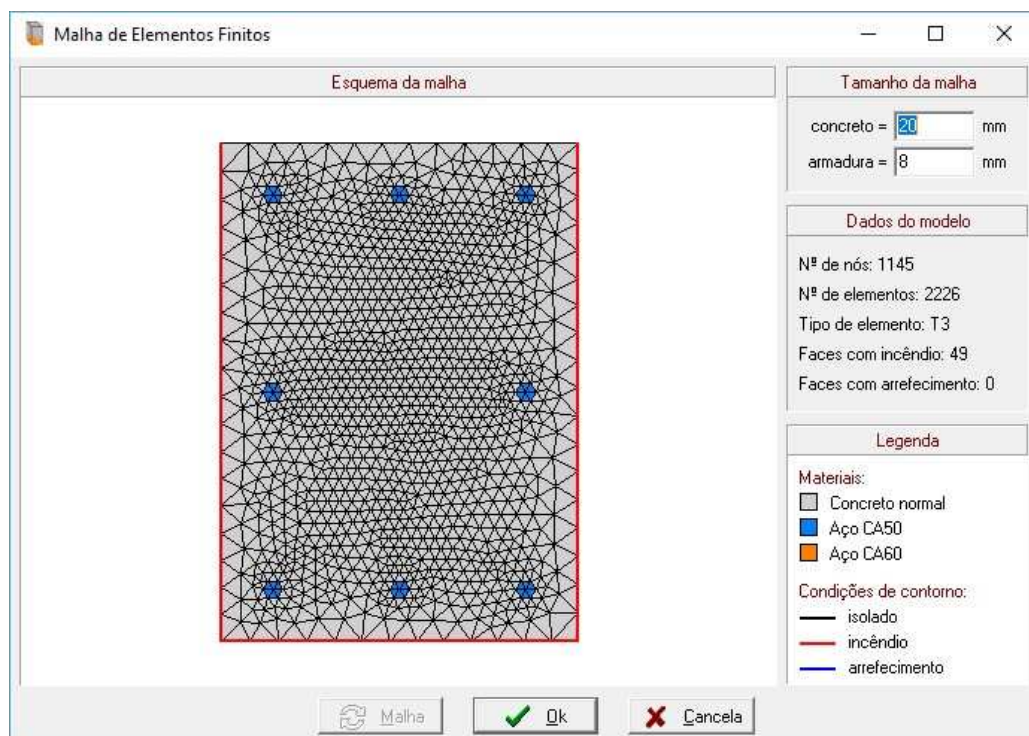 Malha de Elementos Finitos
Esquema da malha
Tamanho da malha
concreto = 20 mm
armadura = 8 mm
Dados do modelo
Nº de nós: 1145
Nº de elementos: 2226
Tipo de elemento: T3
Faces com incêndio: 49
Faces com arrefecimento: 0
Legenda
Materiais:
Concreto normal
Aço CA50
Aço CA60
Condições de contorno:
isolado
incêndio
arrefecimento
Malha
Ok
Cancela